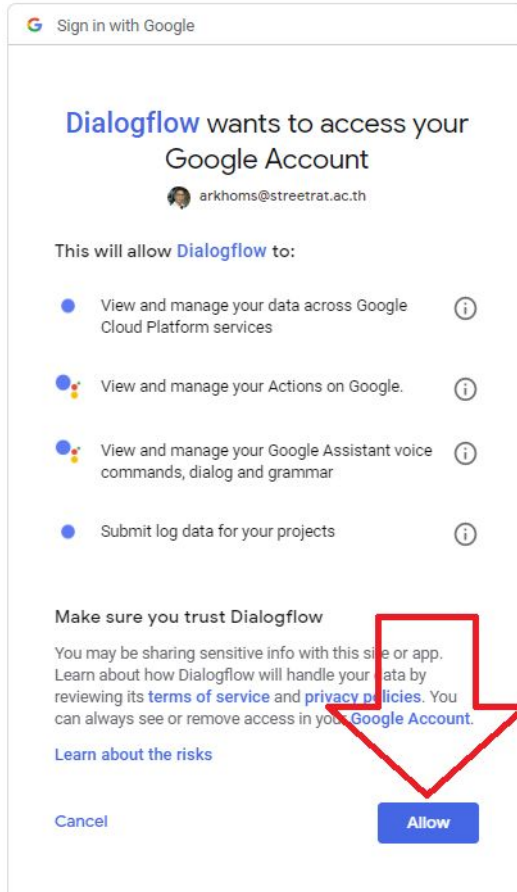 Sign in with Google
Dialogflow wants to access your
Google Account
arkhoms@streetrat.ac.th
This will allow Dialogflow to:
View and manage your data across Google
Cloud Platform services
View and manage your Actions on Google.
View and manage your Google Assistant voice
commands, dialog and grammar
Submit log data for your projects
Make sure you trust Dialogflow
You may be sharing sensitive info with this site or app.
Learn about how Dialogflow will handle your data by
reviewing its terms of service and privacy policies. You
can always see or remove access in your Google Account.
Learn about the risks
Cancel
Allow